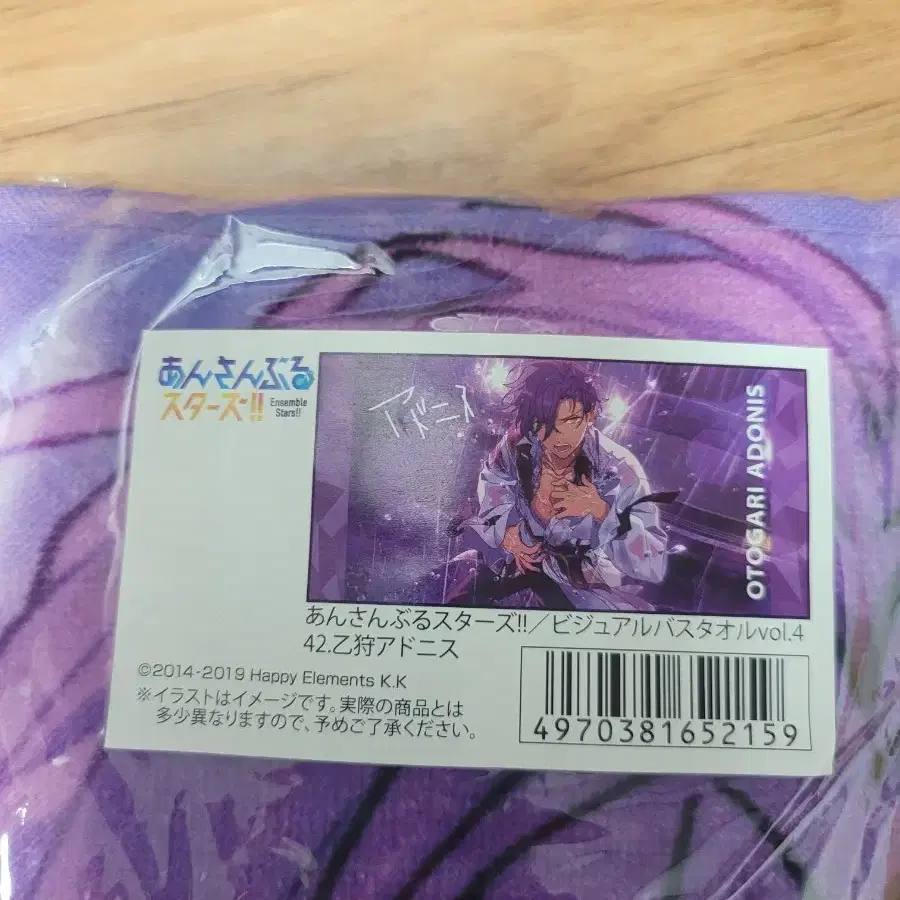 あんさんぶる
スターズ!!
Ensemble
Stars!!
アドニス
OTOGARI ADONIS
あんさんぶるスターズ!!／ビジュアルバスタオルvol.4
42.乙狩アドニス
©2014-2019 Happy Elements K.K
※イラストはイメージです。実際の商品とは
多少異なりますので、予めご了承ください。
4970381652159